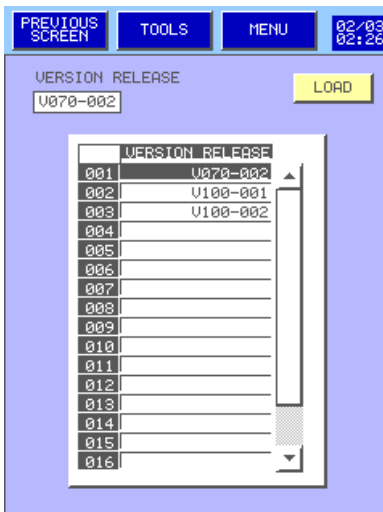 PREVIOUS SCREEN
TOOLS
MENU
02/03
02:26
VERSION RELEASE
LOAD
V070-002
VERSION RELEASE
001 V070-002
002 V100-001
003 V100-002
004
005
006
007
008
009
010
011
012
013
014
015
016